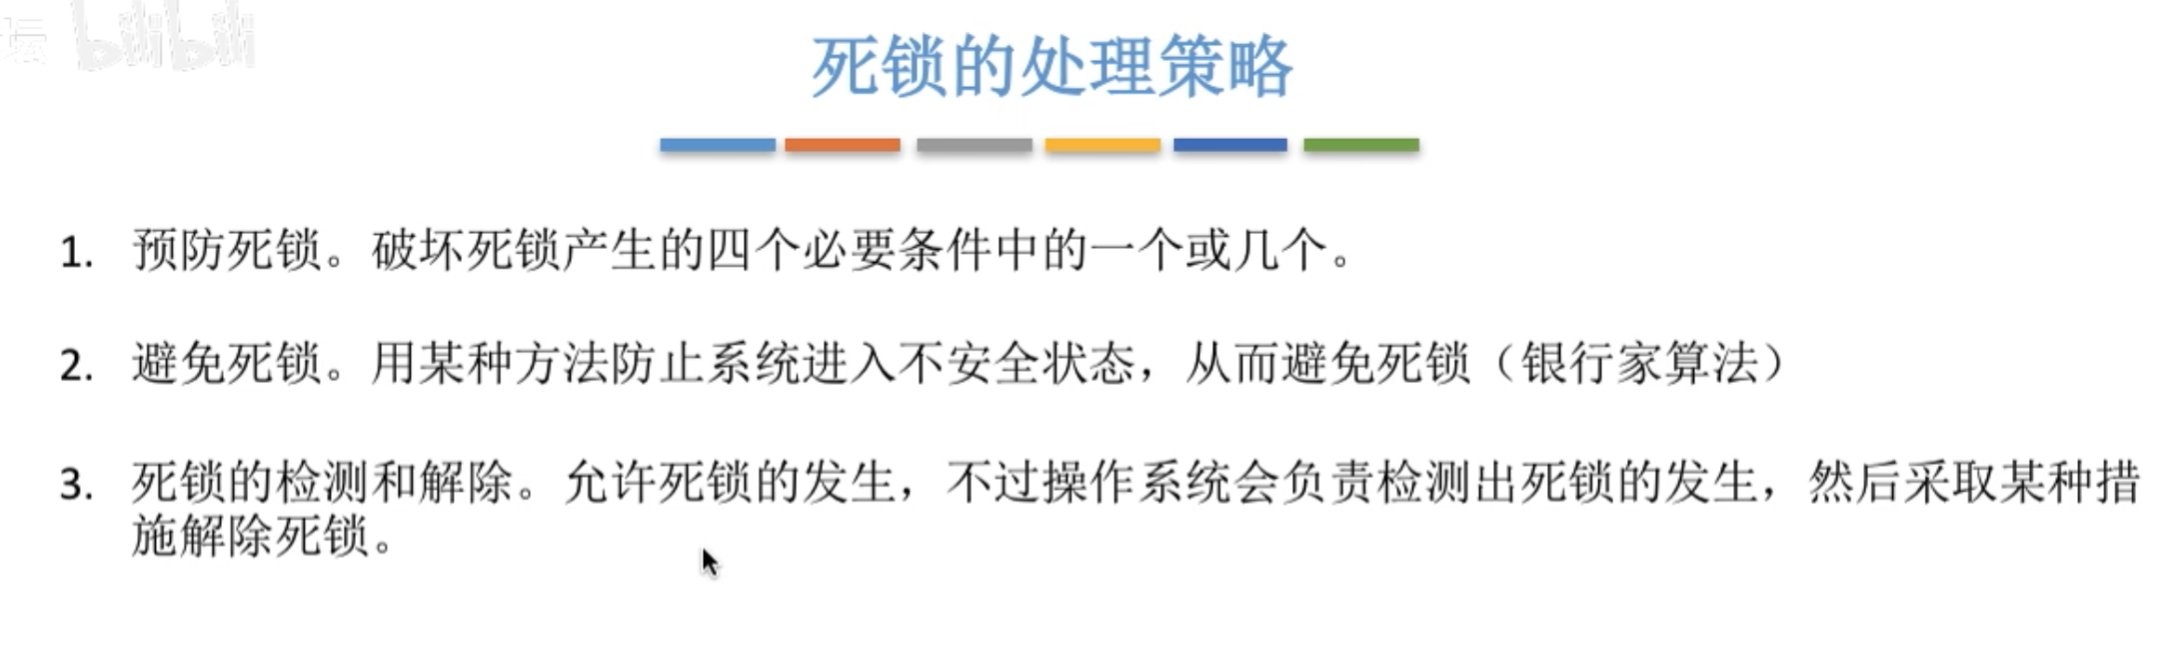 坛 bilibili
死锁的处理策略
1. 预防死锁。破坏死锁产生的四个必要条件中的一个或几个。
2. 避免死锁。用某种方法防止系统进入不安全状态，从而避免死锁（银行家算法）
3. 死锁的检测和解除。允许死锁的发生，不过操作系统会负责检测出死锁的发生，然后采取某种措
施解除死锁。